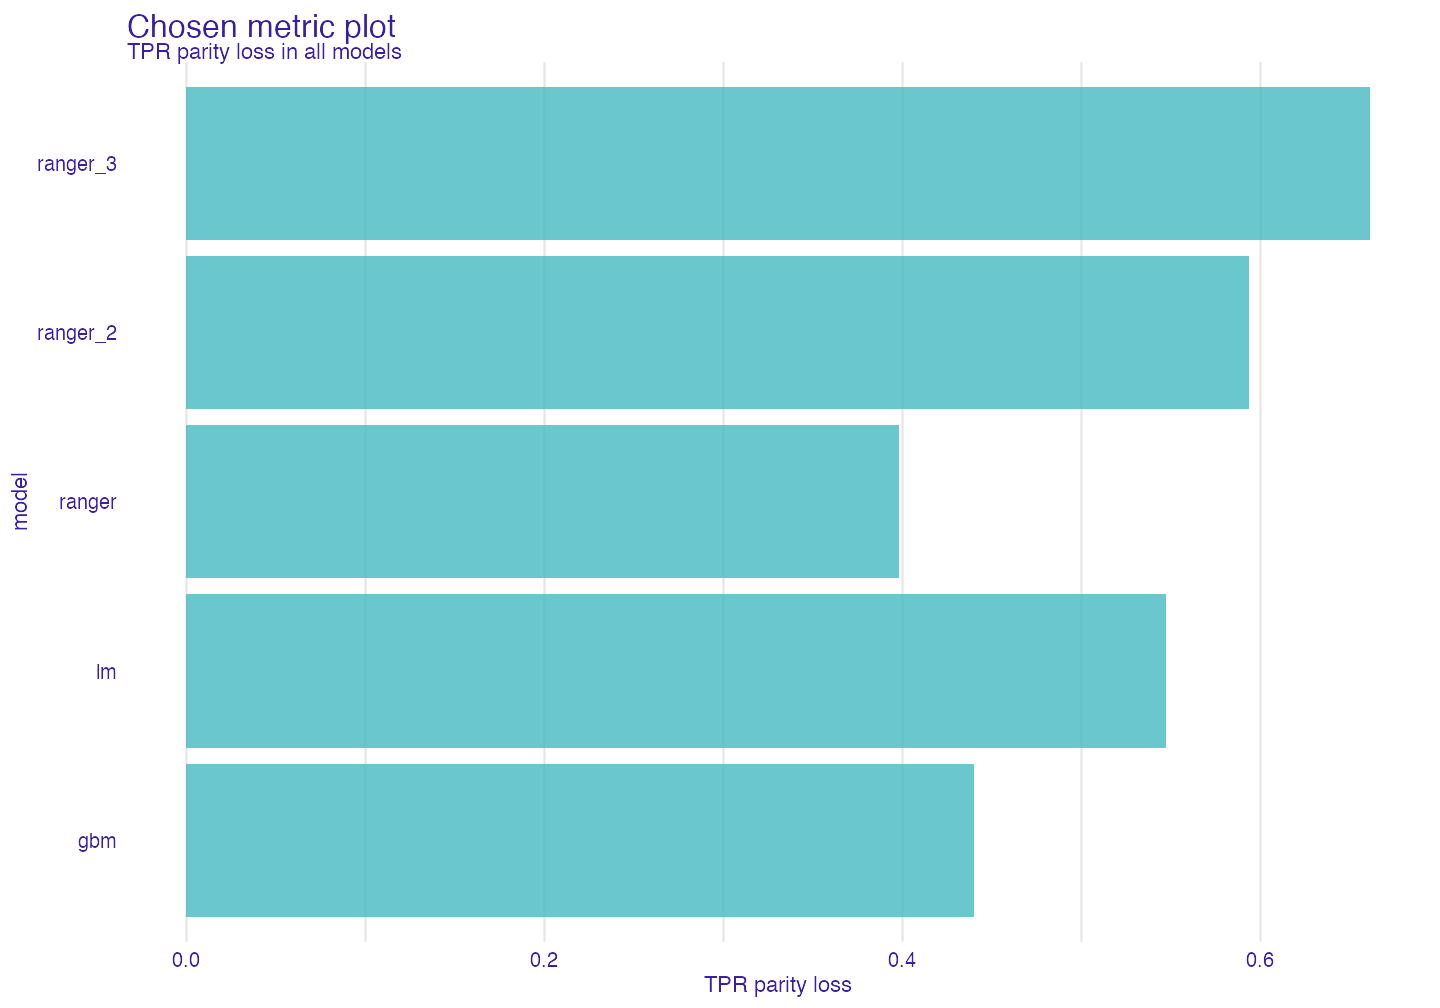 Chosen metric plot
TPR parity loss in all models
ranger_3
ranger_2
ranger
lm
gbm
model
0.0
0.2
0.4
0.6
TPR parity loss